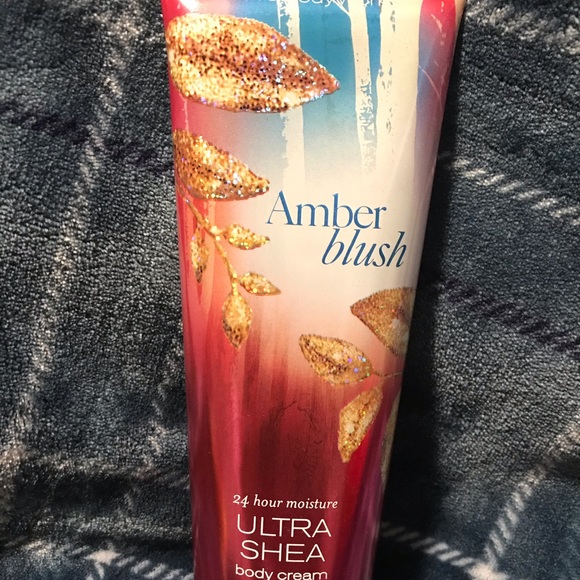 Amber
blush
24 hour moisture
ULTRA
SHEA
body cream